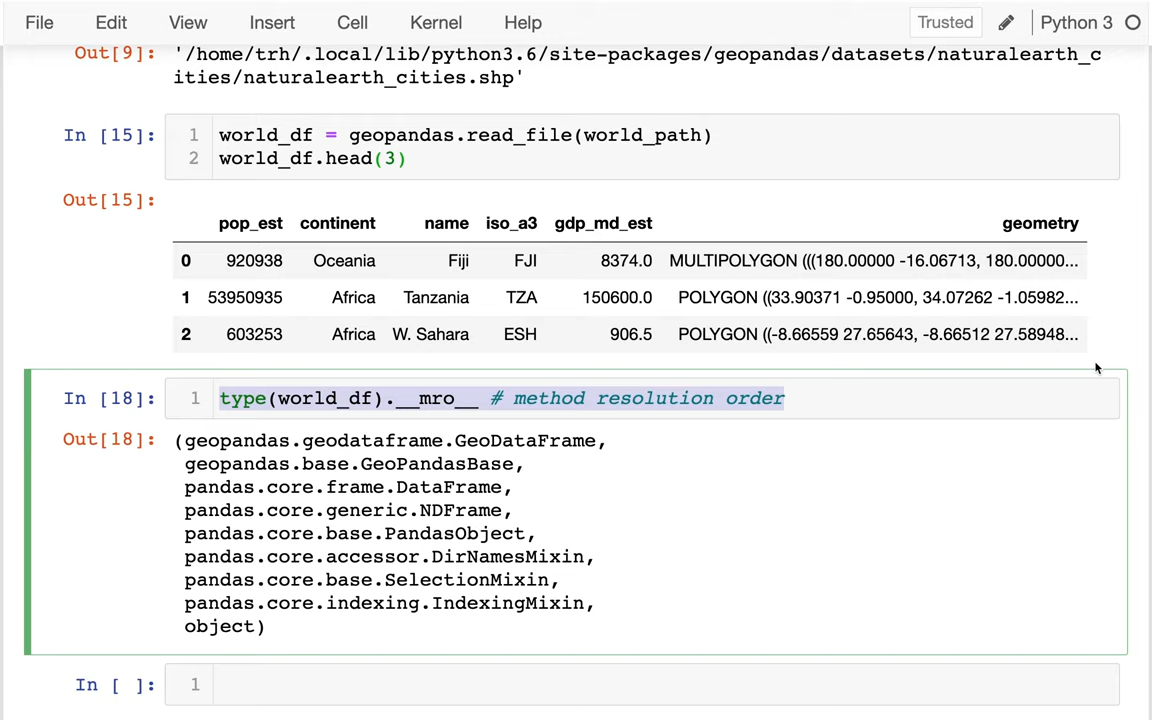 File Edit View Insert Cell Kernel Help Trusted Python 3
Out[9]: '/home/trh/.local/lib/python3.6/site-packages/geopandas/datasets/naturalearth_c
ities/naturalearth_cities.shp'
In [15]: 1 world_df = geopandas.read_file(world_path)
2 world_df.head(3)
Out[15]:
pop_est continent name iso_a3 gdp_md_est geometry
0 920938 Oceania Fiji FJI 8374.0 MULTIPOLYGON (((180.00000 -16.06713, 180.00000...
1 53950935 Africa Tanzania TZA 150600.0 POLYGON ((33.90371 -0.95000, 34.07262 -1.05982...
2 603253 Africa W. Sahara ESH 906.5 POLYGON ((-8.66559 27.65643, -8.66512 27.58948...
In [18]: 1 type(world_df).__mro__ # method resolution order
Out[18]: (geopandas.geodataframe.GeoDataFrame,
geopandas.base.GeoPandasBase,
pandas.core.frame.DataFrame,
pandas.core.generic.NDFrame,
pandas.core.base.PandasObject,
pandas.core.accessor.DirNamesMixin,
pandas.core.base.SelectionMixin,
pandas.core.indexing.IndexingMixin,
object)
In [ ]: 1